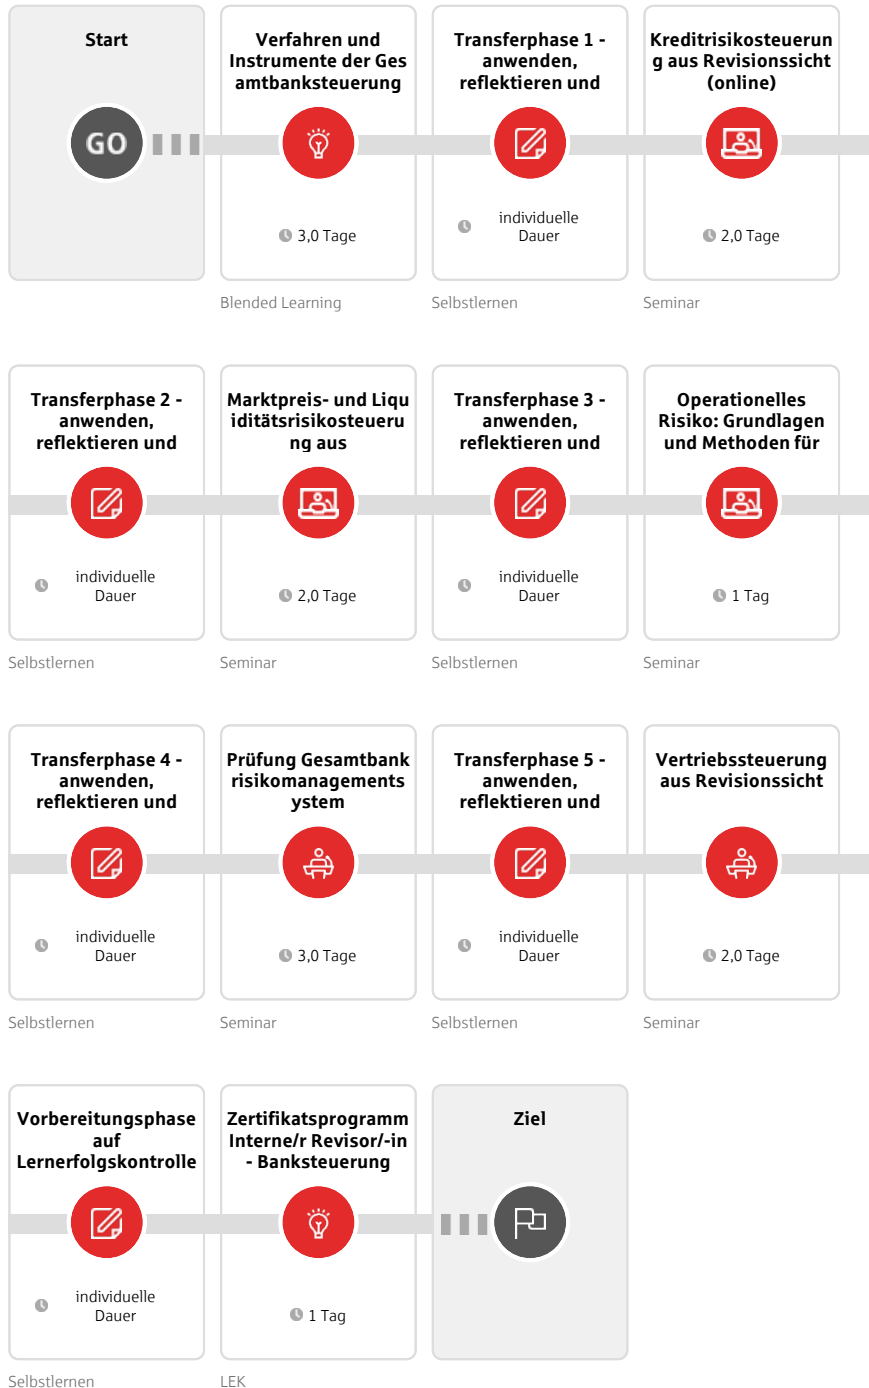 Start
GO
Verfahren und
Instrumente der Ges
amtbanksteuerung
3,0 Tage
Blended Learning
Transferphase 1 -
anwenden,
reflektieren und
individuelle
Dauer
Selbstlernen
Kreditrisikosteuerun
g aus Revisionssicht
(online)
2,0 Tage
Seminar
Transferphase 2 -
anwenden,
reflektieren und
individuelle
Dauer
Selbstlernen
Marktpreis- und Liqu
iditätsrisikosteueru
ng aus
2,0 Tage
Seminar
Transferphase 3 -
anwenden,
reflektieren und
individuelle
Dauer
Selbstlernen
Operationelles
Risiko: Grundlagen
und Methoden für
1 Tag
Seminar
Transferphase 4 -
anwenden,
reflektieren und
individuelle
Dauer
Selbstlernen
Prüfung Gesamtbank
risikomanagements
ystem
3,0 Tage
Seminar
Transferphase 5 -
anwenden,
reflektieren und
individuelle
Dauer
Selbstlernen
Vertriebssteuerung
aus Revisionssicht
2,0 Tage
Seminar
Vorbereitungsphase
auf
Lernerfolgskontrolle
individuelle
Dauer
Selbstlernen
Zertifikatsprogramm
Interne/r Revisor/-in
- Banksteuerung
1 Tag
LEK
Ziel